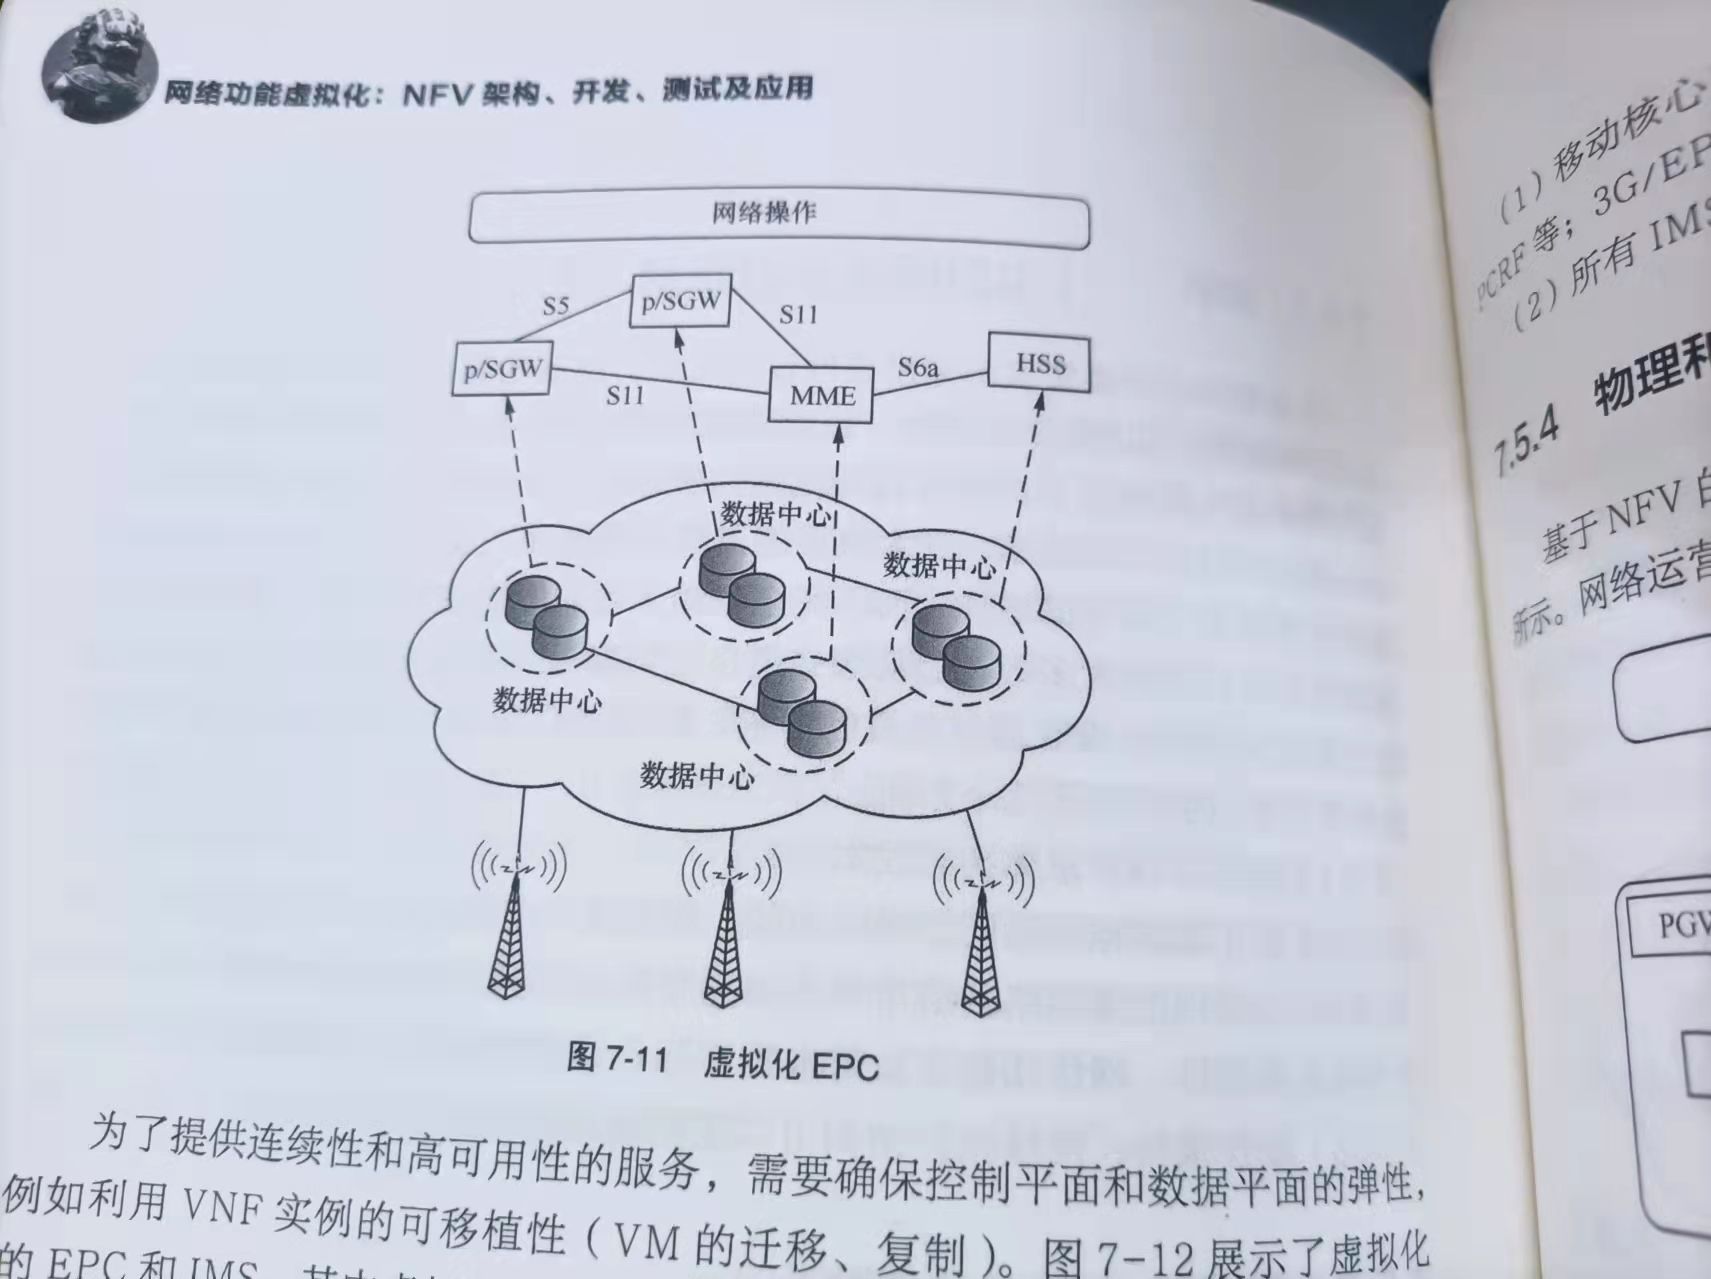 网络功能虚拟化：NFV 架构、开发、测试及应用
网络操作
S5
p/SGW
S11
p/SGW
S11
MME
S6a
HSS
数据中心
数据中心
数据中心
数据中心
图 7-11 虚拟化 EPC
为了提供连续性和高可用性的服务，需要确保控制平面和数据平面的弹性，
例如利用 VNF 实例的可移植性（VM 的迁移、复制）。图 7-12 展示了虚拟化
的 EPC 和 IMS
（1）移动核心
PCRF 等；3G/EP
（2）所有 IMS
7.5.4 物理和
基于 NFV 的
所示。网络运营
PGW